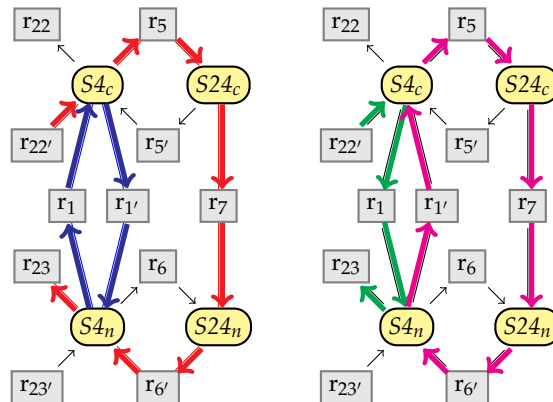 r₂₂ r₅ r₂₂ r₅
S4c S24c S4c S24c
r₂₂′ r₅′ r₂₂′ r₅′
r₁ r₁′ r₇ r₁ r₁′ r₇
r₂₃ r₆ r₂₃ r₆
S4n S24n S4n S24n
r₂₃′ r₆′ r₂₃′ r₆′